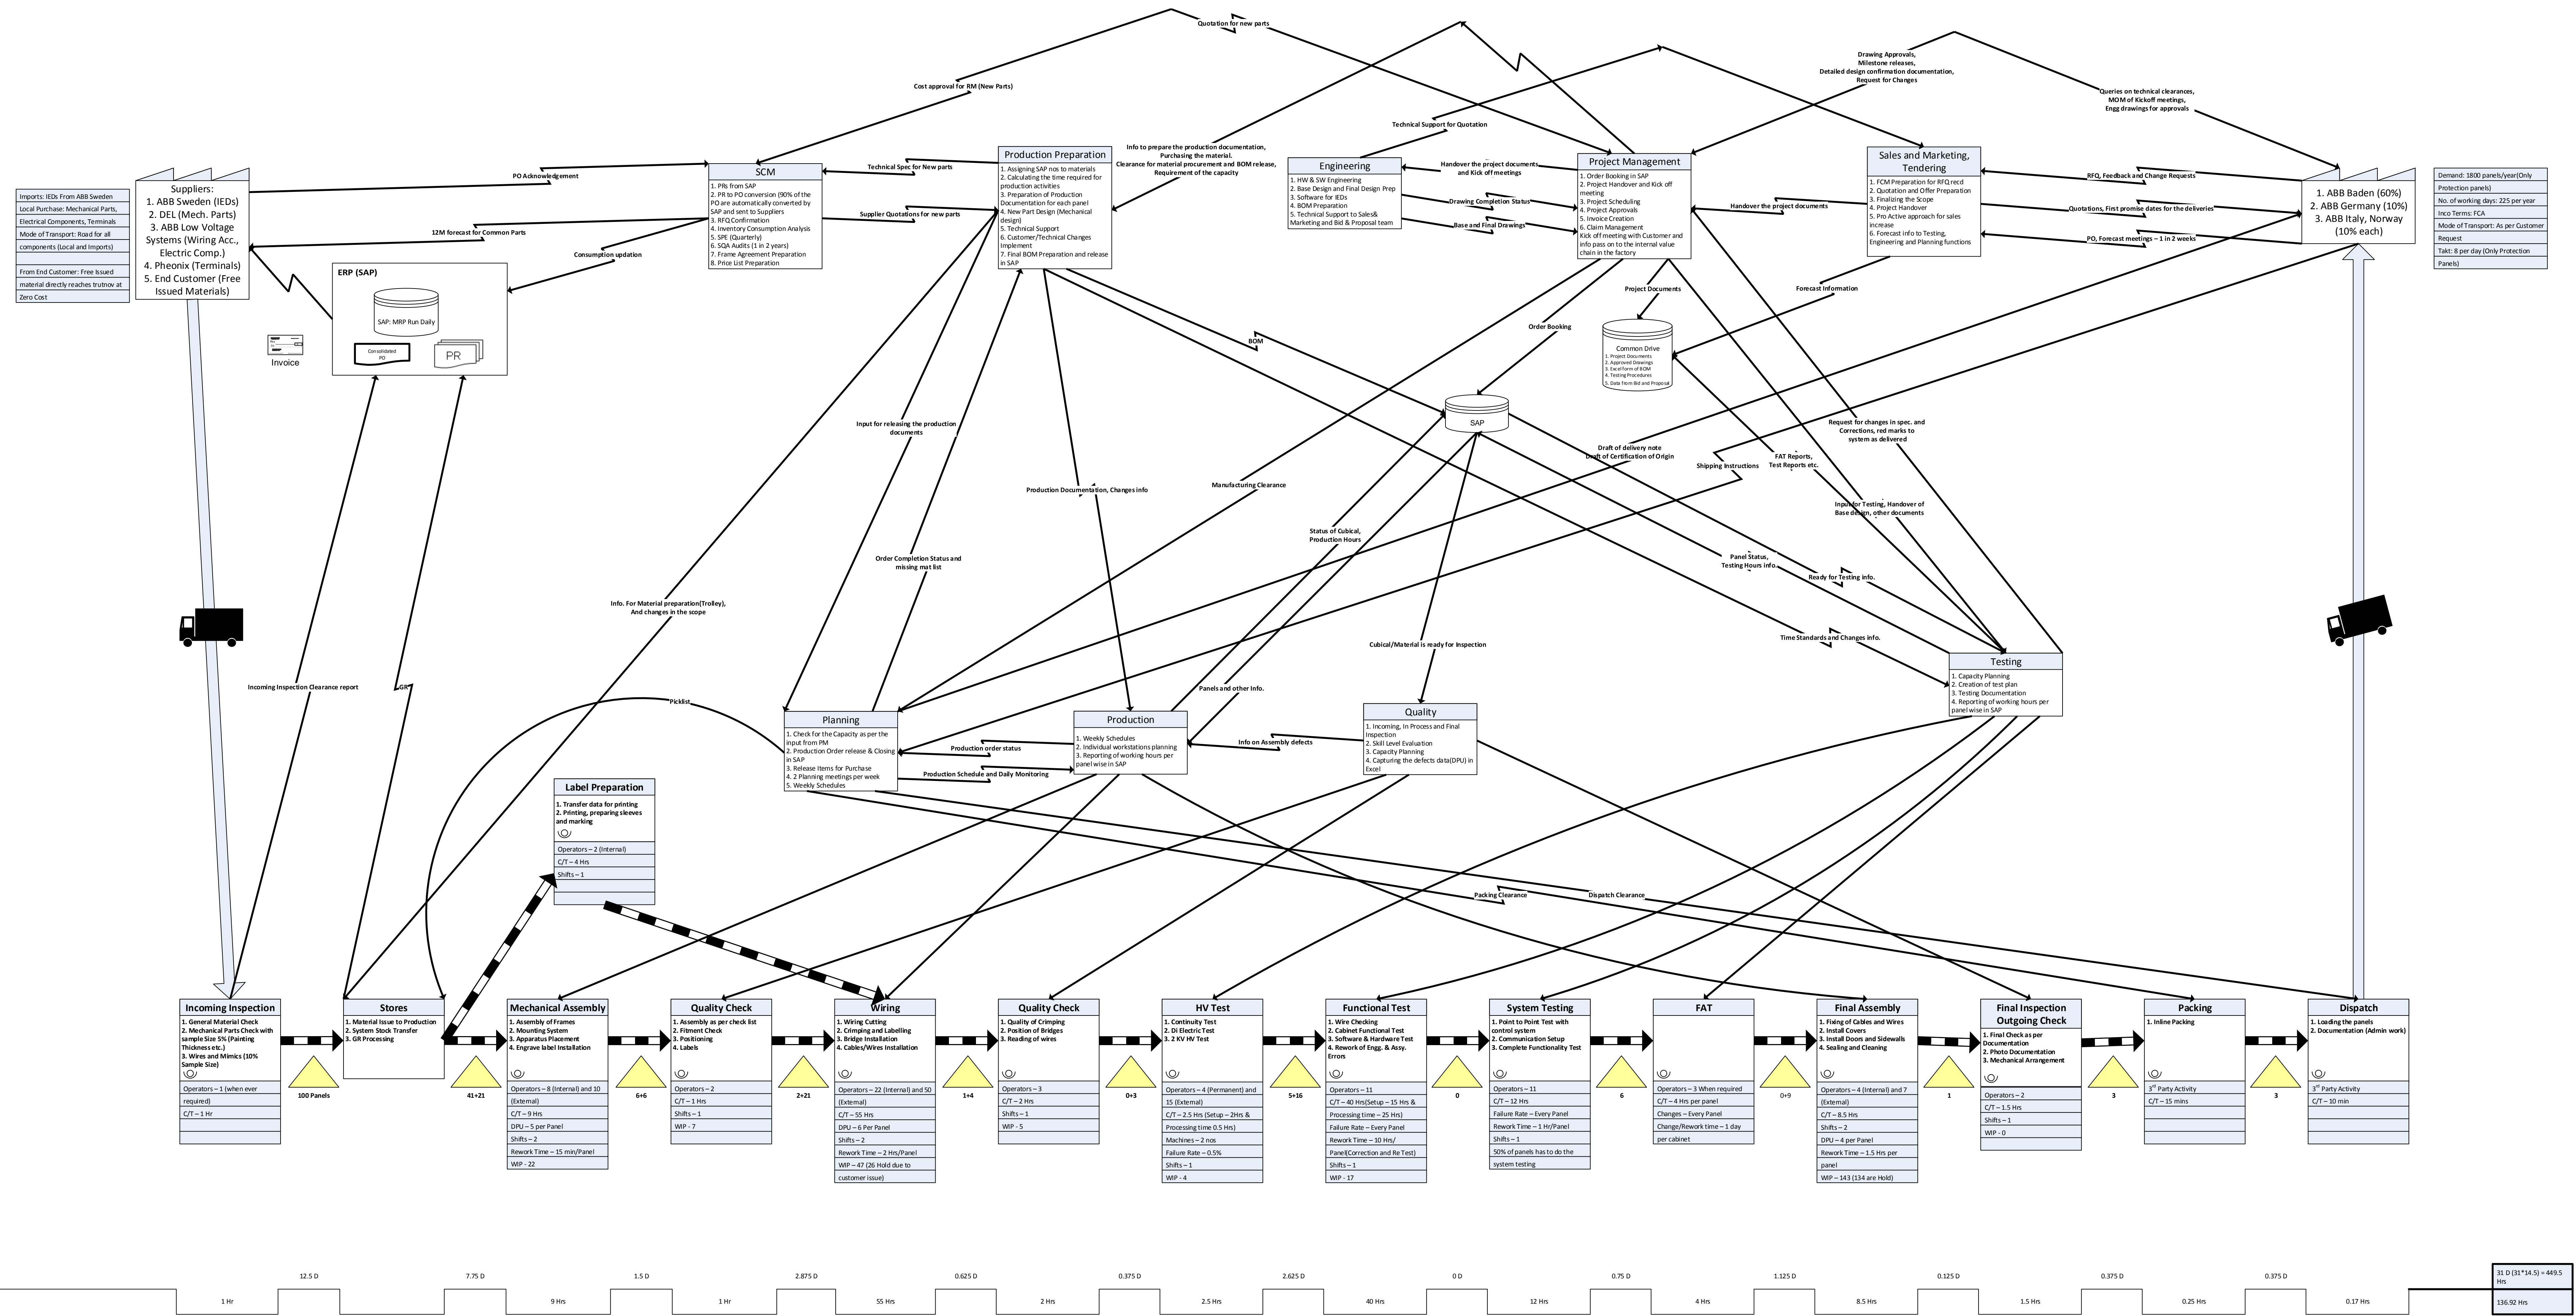 Quotation for new parts
Cost approval for RM (New Parts)
Technical Support for Quotation
Drawing Approvals,
Milestone releases,
Detailed design confirmation documentation,
Request for Changes
Queries on technical clearances,
MOM of Kickoff meetings,
Engg drawings for approvals
Imports: IEDs From ABB Sweden
Local Purchase: Mechanical Parts,
Electrical Components, Terminals
Mode of Transport: Road for all
components (Local and Imports)
From End Customer: Free Issued
material directly reaches trutnov at
Zero Cost
Suppliers:
1. ABB Sweden (IEDs)
2. DEL (Mech. Parts)
3. ABB Low Voltage
Systems (Wiring Acc.,
Electric Comp.)
4. Pheonix (Terminals)
5. End Customer (Free
Issued Materials)
PO Acknowledgement
12M forecast for Common Parts
Consumption updation
ERP (SAP)
SAP: MRP Run Daily
Consolidated
PO
PR
Invoice
SCM
1. PRs from SAP
2. PR to PO conversion (90% of the
PO are automatically converted by
SAP and sent to Suppliers
3. RFQ Confirmation
4. Inventory Consumption Analysis
5. SPE (Quarterly)
6. SQA Audits (1 in 2 years)
7. Frame Agreement Preparation
8. Price List Preparation
Technical Spec for New parts
Supplier Quotations for new parts
Production Preparation
1. Assigning SAP nos to materials
2. Calculating the time required for
production activities
3. Preparation of Production
Documentation for each panel
4. New Part Design (Mechanical
design)
5. Technical Support
6. Customer/Technical Changes
Implement
7. Final BOM Preparation and release
in SAP
Info to prepare the production documentation,
Purchasing the material.
Clearance for material procurement and BOM release,
Requirement of the capacity
Engineering
1. HW & SW Engineering
2. Base Design and Final Design Prep
3. Software for IEDs
4. BOM Preparation
5. Technical Support to Sales&
Marketing and Bid & Proposal team
Handover the project documents
and Kick off meetings
Drawing Completion Status
Base and Final Drawings
Project Management
1. Order Booking in SAP
2. Project Handover and Kick off
meeting
3. Project Scheduling
4. Project Approvals
5. Invoice Creation
6. Claim Management
Kick off meeting with Customer and
info pass on to the internal value
chain in the factory
Handover the project documents
Sales and Marketing,
Tendering
1. FCM Preparation for RFQ recd
2. Quotation and Offer Preparation
3. Finalizing the Scope
4. Project Handover
5. Pro Active approach for sales
increase
6. Forecast info to Testing,
Engineering and Planning functions
RFQ, Feedback and Change Requests
Quotations, First promise dates for the deliveries
PO, Forecast meetings – 1 in 2 weeks
1. ABB Baden (60%)
2. ABB Germany (10%)
3. ABB Italy, Norway
(10% each)
Demand: 1800 panels/year(Only
Protection panels)
No. of working days: 225 per year
Inco Terms: FCA
Mode of Transport: As per Customer
Request
Takt: 8 per day (Only Protection
Panels)
Project Documents
Forecast Information
Order Booking
BOM
Common Drive
1. Project Documents
2. Approved Drawings
3. Excel form of BOM
4. Testing Procedures
5. Data from Bid and Proposal
SAP
Input for releasing the production
documents
Production Documentation, Changes info
Manufacturing Clearance
Draft of delivery note
Draft of Certification of Origin
Shipping Instructions
FAT Reports,
Test Reports etc.
Request for changes in spec. and
Corrections, red marks to
system as delivered
Input for Testing, Handover of
Base design, other documents
Status of Cubical,
Production Hours
Order Completion Status and
missing mat list
Panel Status,
Testing Hours info.
Ready for Testing info.
Info. For Material preparation(Trolley),
And changes in the scope
Time Standards and Changes info.
Cubical/Material is ready for Inspection
Incoming Inspection Clearance report
GR
Picklist
Panels and other Info.
Planning
1. Check for the Capacity as per the
input from PM
2. Production Order release & Closing
in SAP
3. Release Items for Purchase
4. 2 Planning meetings per week
5. Weekly Schedules
Production order status
Production Schedule and Daily Monitoring
Production
1. Weekly Schedules
2. Individual workstations planning
3. Reporting of working hours per
panel wise in SAP
Info on Assembly defects
Quality
1. Incoming, In Process and Final
Inspection
2. Skill Level Evaluation
3. Capacity Planning
4. Capturing the defects data(DPU) in
Excel
Testing
1. Capacity Planning
2. Creation of test plan
3. Testing Documentation
4. Reporting of working hours per
panel wise in SAP
Label Preparation
1. Transfer data for printing
2. Printing, preparing sleeves
and marking
Operators – 2 (Internal)
C/T – 4 Hrs
Shifts – 1
Packing Clearance
Dispatch Clearance
Incoming Inspection
1. General Material Check
2. Mechanical Parts Check with
sample Size 5% (Painting
Thickness etc.)
3. Wires and Mimics (10%
Sample Size)
Operators – 1 (when ever
required)
C/T – 1 Hr
100 Panels
Stores
1. Material Issue to Production
2. System Stock Transfer
3. GR Processing
41+21
Mechanical Assembly
1. Assembly of Frames
2. Mounting System
3. Apparatus Placement
4. Engrave label Installation
Operators – 8 (Internal) and 10
(External)
C/T – 9 Hrs
DPU – 5 per Panel
Shifts – 2
Rework Time – 15 min/Panel
WIP - 22
6+6
Quality Check
1. Assembly as per check list
2. Fitment Check
3. Positioning
4. Labels
Operators – 2
C/T – 1 Hrs
Shifts – 1
WIP - 7
2+21
Wiring
1. Wiring Cutting
2. Crimping and Labelling
3. Bridge Installation
4. Cables/Wires Installation
Operators – 22 (Internal) and 50
(External)
C/T – 55 Hrs
DPU – 6 Per Panel
Shifts – 2
Rework Time – 2 Hrs/Panel
WIP – 47 (26 Hold due to
customer issue)
1+4
Quality Check
1. Quality of Crimping
2. Position of Bridges
3. Reading of wires
Operators – 3
C/T – 2 Hrs
Shifts – 1
WIP - 5
0+3
HV Test
1. Continuity Test
2. Di Electric Test
3. 2 KV HV Test
Operators – 4 (Permanent) and
15 (External)
C/T – 2.5 Hrs (Setup – 2Hrs &
Processing time 0.5 Hrs)
Machines – 2 nos
Failure Rate – 0.5%
Shifts – 1
WIP - 4
5+16
Functional Test
1. Wire Checking
2. Cabinet Functional Test
3. Software & Hardware Test
4. Rework of Engg. & Assy.
Errors
Operators – 11
C/T – 40 Hrs(Setup – 15 Hrs &
Processing time – 25 Hrs)
Failure Rate – Every Panel
Rework Time – 10 Hrs/
Panel(Correction and Re Test)
Shifts – 1
WIP - 17
0
System Testing
1. Point to Point Test with
control system
2. Communication Setup
3. Complete Functionality Test
Operators – 11
C/T – 12 Hrs
Failure Rate – Every Panel
Rework Time – 1 Hr/Panel
Shifts – 1
50% of panels has to do the
system testing
6
FAT
Operators – 3 When required
C/T – 4 Hrs per panel
Changes – Every Panel
Change/Rework time – 1 day
per cabinet
0+9
Final Assembly
1. Fixing of Cables and Wires
2. Install Covers
3. Install Doors and Sidewalls
4. Sealing and Cleaning
Operators – 4 (Internal) and 7
(External)
C/T – 8.5 Hrs
Shifts – 2
DPU – 4 per Panel
Rework Time – 1.5 Hrs per
panel
WIP – 143 (134 are Hold)
1
Final Inspection
Outgoing Check
1. Final Check as per
Documentation
2. Photo Documentation
3. Mechanical Arrangement
Operators – 2
C/T – 1.5 Hrs
Shifts – 1
WIP - 0
3
Packing
1. Inline Packing
3rd Party Activity
C/T – 15 mins
3
Dispatch
1. Loading the panels
2. Documentation (Admin work)
3rd Party Activity
C/T – 10 min
12.5 D
7.75 D
1.5 D
2.875 D
0.625 D
0.375 D
2.625 D
0 D
0.75 D
1.125 D
0.125 D
0.375 D
0.375 D
31 D (31*14.5) = 449.5
Hrs
1 Hr
9 Hrs
1 Hr
55 Hrs
2 Hrs
2.5 Hrs
40 Hrs
12 Hrs
4 Hrs
8.5 Hrs
1.5 Hrs
0.25 Hrs
0.17 Hrs
136.92 Hrs